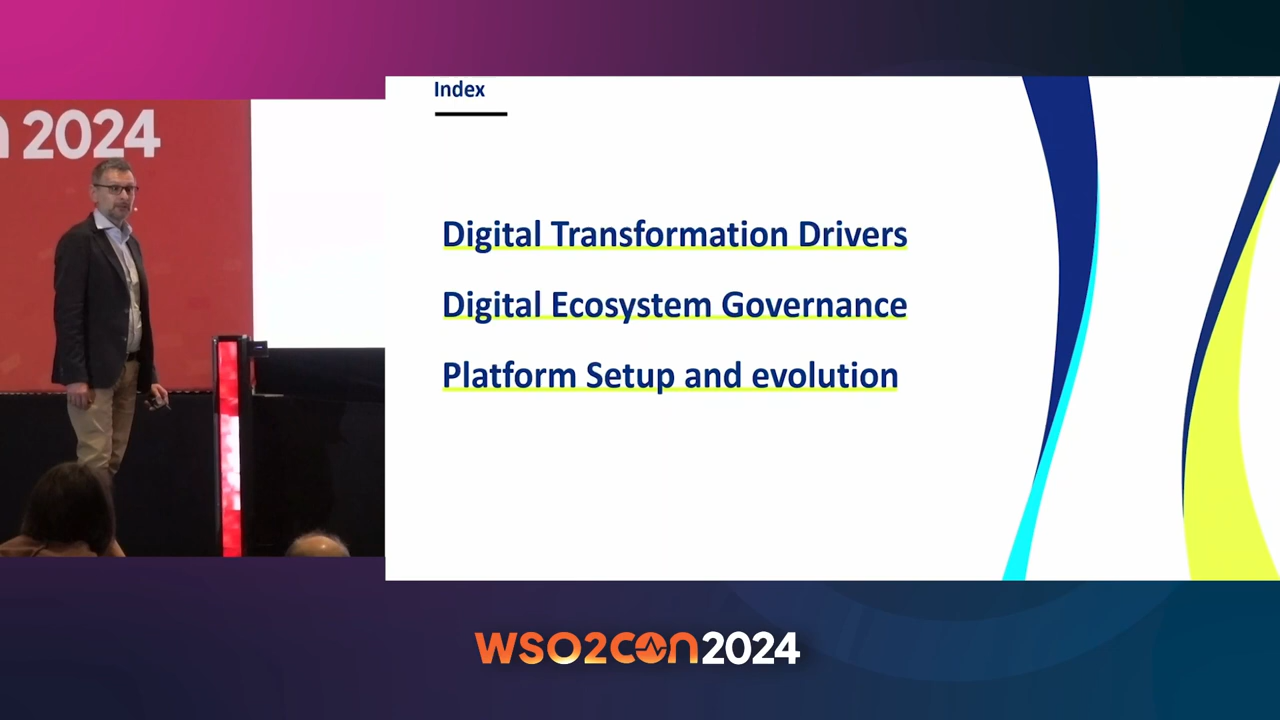 2024
Index
Digital Transformation Drivers
Digital Ecosystem Governance
Platform Setup and evolution
WSO2CON2024